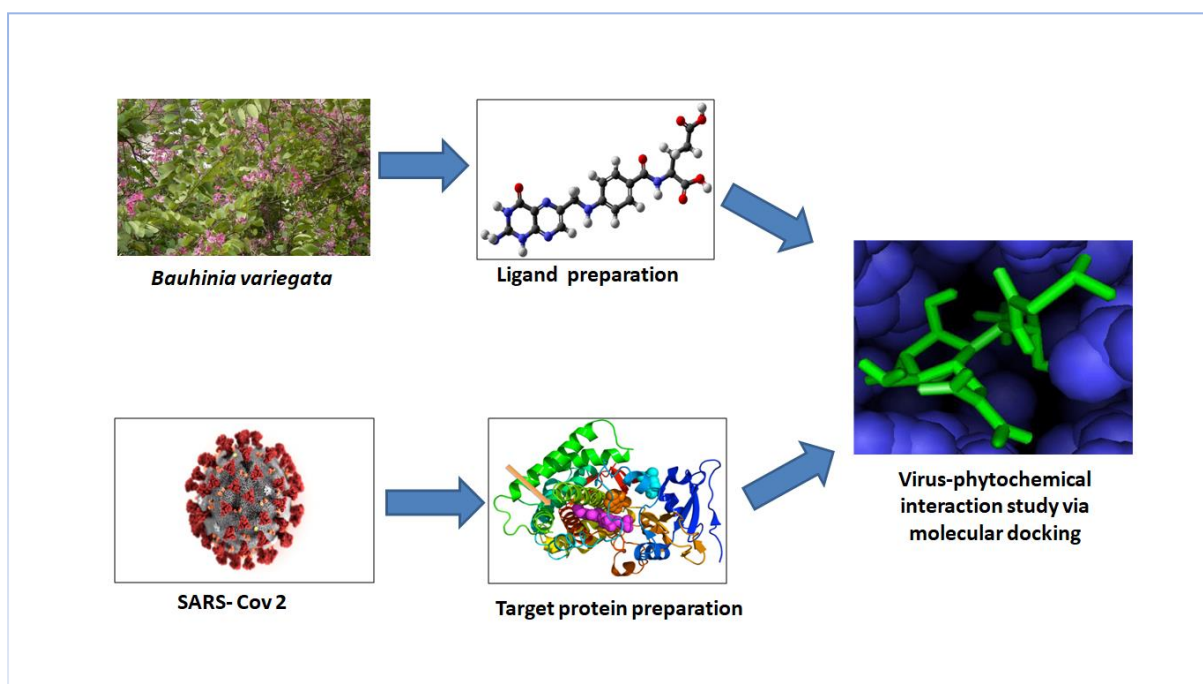 Bauhinia variegata
Ligand preparation
SARS- Cov 2
Target protein preparation
Virus-phytochemical
interaction study via
molecular docking